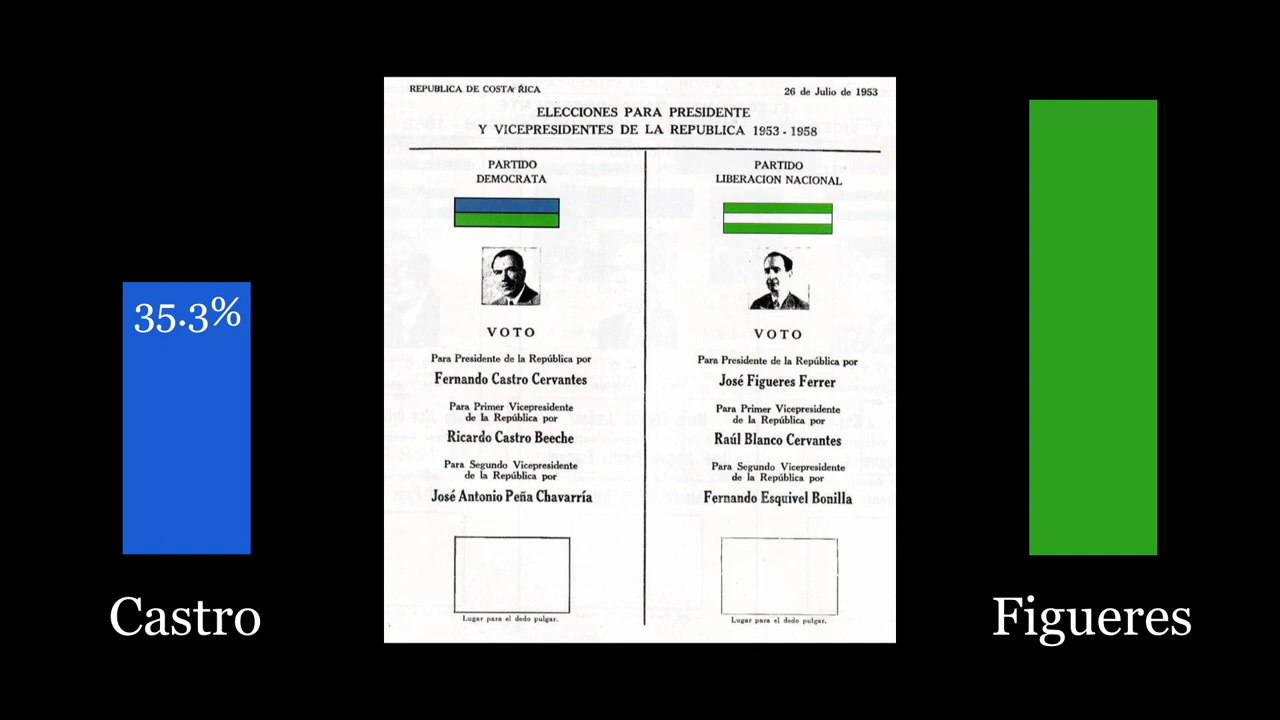 35.3%
Castro
REPUBLICA DE COSTA RICA
26 de Julio de 1953
ELECCIONES PARA PRESIDENTE
Y VICEPRESIDENTES DE LA REPUBLICA 1953 - 1958
PARTIDO
DEMOCRATA
VOTO
Para Presidente de la República por
Fernando Castro Cervantes
Para Primer Vicepresidente
de la República por
Ricardo Castro Beeche
Para Segundo Vicepresidente
de la República por
José Antonio Peña Chavarría
Lugar para el dedo pulgar.
PARTIDO
LIBERACION NACIONAL
VOTO
Para Presidente de la República por
José Figueres Ferrer
Para Primer Vicepresidente
de la República por
Raúl Blanco Cervantes
Para Segundo Vicepresidente
de la República por
Fernando Esquivel Bonilla
Lugar para el dedo pulgar.
Figueres